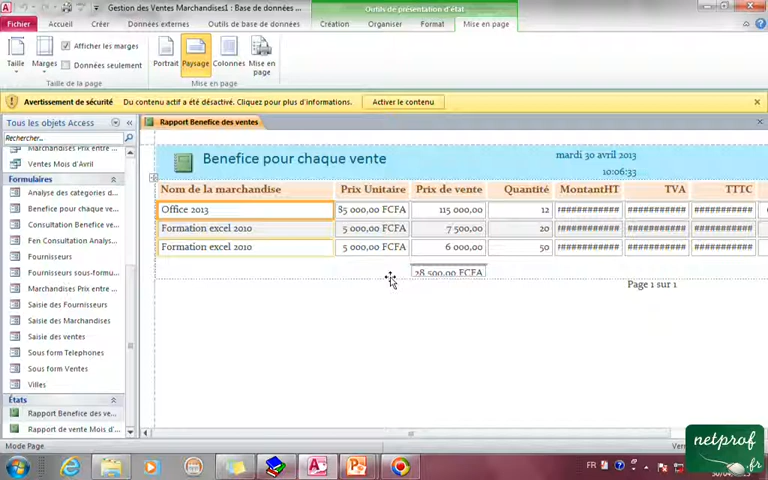 Gestion des Ventes Marchandises1 : Base de données ...
Outils de présentation d'état
Fichier Accueil Créer Données externes Outils de base de données Création Organiser Format Mise en page
Taille Marges Afficher les marges Données seulement Portrait Paysage Colonnes Mise en page
Taille de la page Mise en page
Avertissement de sécurité Du contenu actif a été désactivé. Cliquez pour plus d'informations. Activer le contenu
Tous les objets Access
Rapport Benefice des ventes
Rechercher...
Marchandises Prix entre ...
Ventes Mois d'Avril
Formulaires
Analyse des categories d...
Benefice pour chaque ve...
Consultation Benefice ve...
Fen Consultation Analys...
Fournisseurs
Fournisseurs sous-formu...
Marchandises Prix entre...
Saisie des Fournisseurs
Saisie des Marchandises
Saisie des ventes
Sous form Telephones
Sous form Ventes
Villes
États
Rapport Benefice des ve...
Rapport de vente Mois d'...
Benefice pour chaque vente
mardi 30 avril 2013
10:06:33
Nom de la marchandise Prix Unitaire Prix de vente Quantité MontantHT TVA TTTC
Office 2013 85 000,00 FCFA 115 000,00 12 ########## ########## ##########
Formation excel 2010 5 000,00 FCFA 7 500,00 20 ########## ########## ##########
Formation excel 2010 5 000,00 FCFA 6 000,00 50 ########## ########## ##########
28 500,00 FCFA
Page 1 sur 1
Mode Page
FR
netprof
.fr